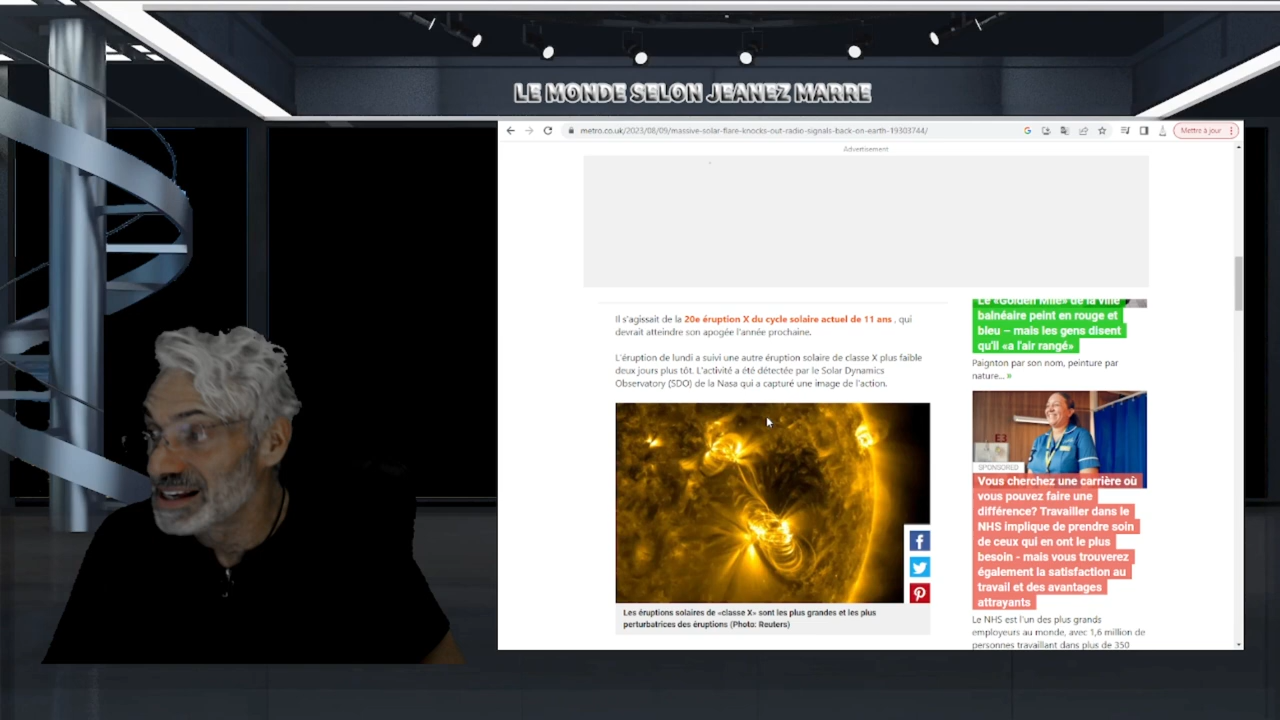 LE MONDE SELON JEANEZ MARRE
metro.co.uk/2023/08/09/massive-solar-flare-knocks-out-radio-signals-back-on-earth-19303744/
Mettre à jour
Advertisement
Il s'agissait de la 20e éruption X du cycle solaire actuel de 11 ans , qui
devrait atteindre son apogée l'année prochaine.
L'éruption de lundi a suivi une autre éruption solaire de classe X plus faible
deux jours plus tôt. L'activité a été détectée par le Solar Dynamics
Observatory (SDO) de la Nasa qui a capturé une image de l'action.
Les éruptions solaires de «classe X» sont les plus grandes et les plus
perturbatrices des éruptions (Photo: Reuters)
Le «Golden Mile» de la ville
balnéaire peint en rouge et
bleu – mais les gens disent
qu'il «a l'air rangé»
Paignton par son nom, peinture par
nature... »
E3
SPONSORED
Vous cherchez une carrière où
vous pouvez faire une
différence? Travailler dans le
NHS implique de prendre soin
de ceux qui en ont le plus
besoin - mais vous trouverez
également la satisfaction au
travail et des avantages
attrayants
Le NHS est l'un des plus grands
employeurs au monde, avec 1,6 million de
personnes travaillant dans plus de 350